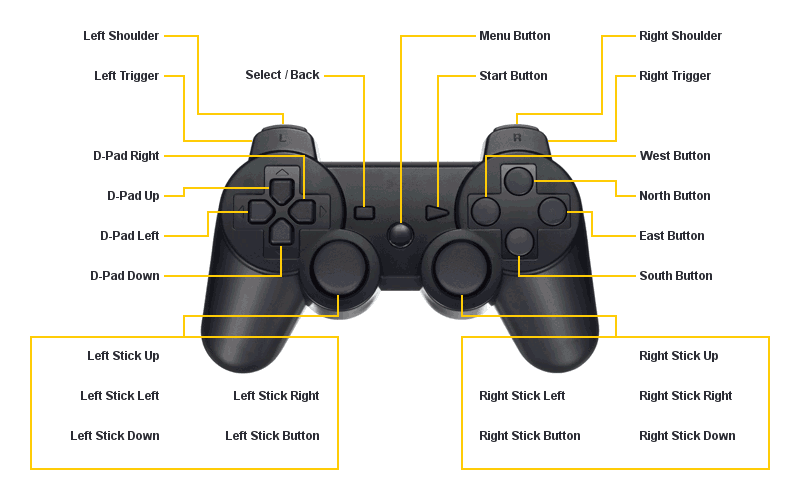 Left Shoulder
Menu Button
Right Shoulder
Left Trigger
Select / Back
Start Button
Right Trigger
L
R
D-Pad Right
West Button
D-Pad Up
North Button
D-Pad Left
East Button
D-Pad Down
South Button
Left Stick Up
Right Stick Up
Left Stick Left
Left Stick Right
Right Stick Left
Right Stick Right
Left Stick Down
Left Stick Button
Right Stick Button
Right Stick Down